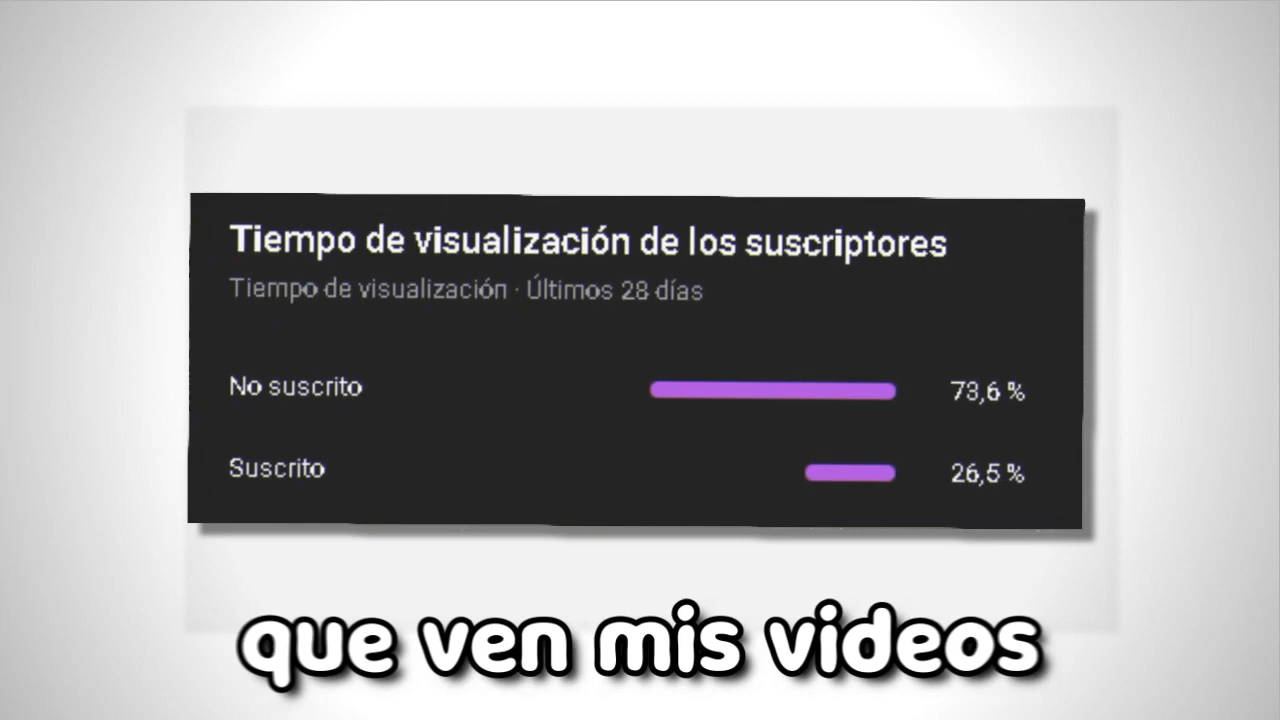 Tiempo de visualización de los suscriptores
Tiempo de visualización · Últimos 28 días
No suscrito 73,6 %
Suscrito 26,5 %
que ven mis videos